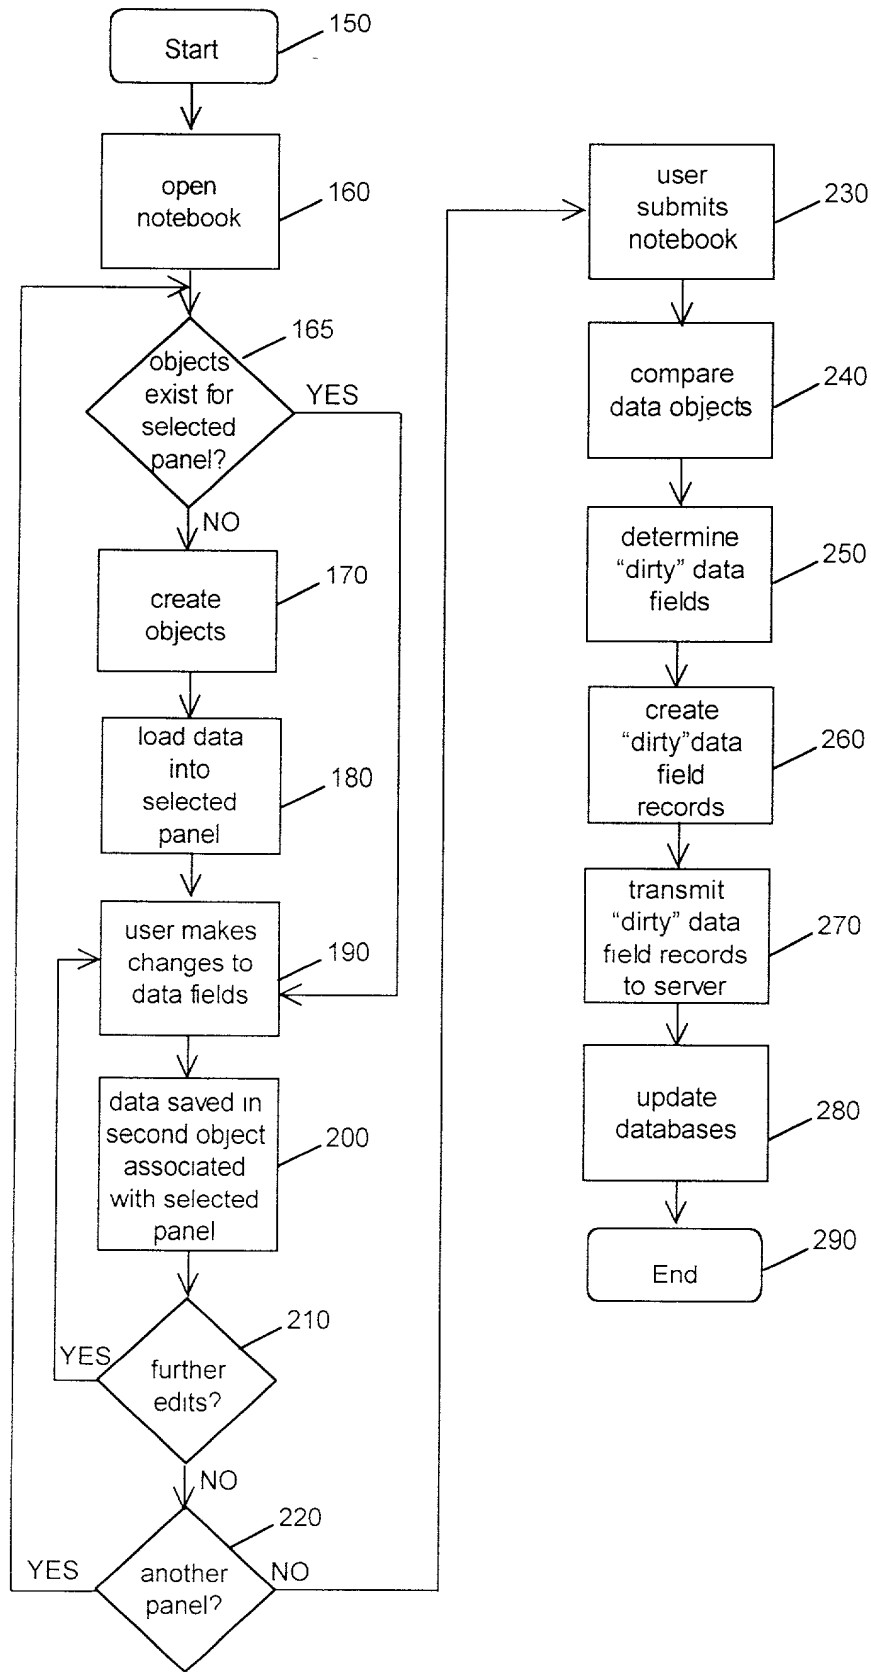 Start
150
open
notebook
160
objects
exist for
selected
panel?
165
YES
NO
create
objects
170
load data
into
selected
panel
180
user makes
changes to
data fields
190
data saved in
second object
associated
with selected
panel
200
further
edits?
210
YES
NO
another
panel?
220
YES
NO
user
submits
notebook
230
compare
data objects
240
determine
“dirty” data
fields
250
create
“dirty”data
field
records
260
transmit
“dirty” data
field records
to server
270
update
databases
280
End
290